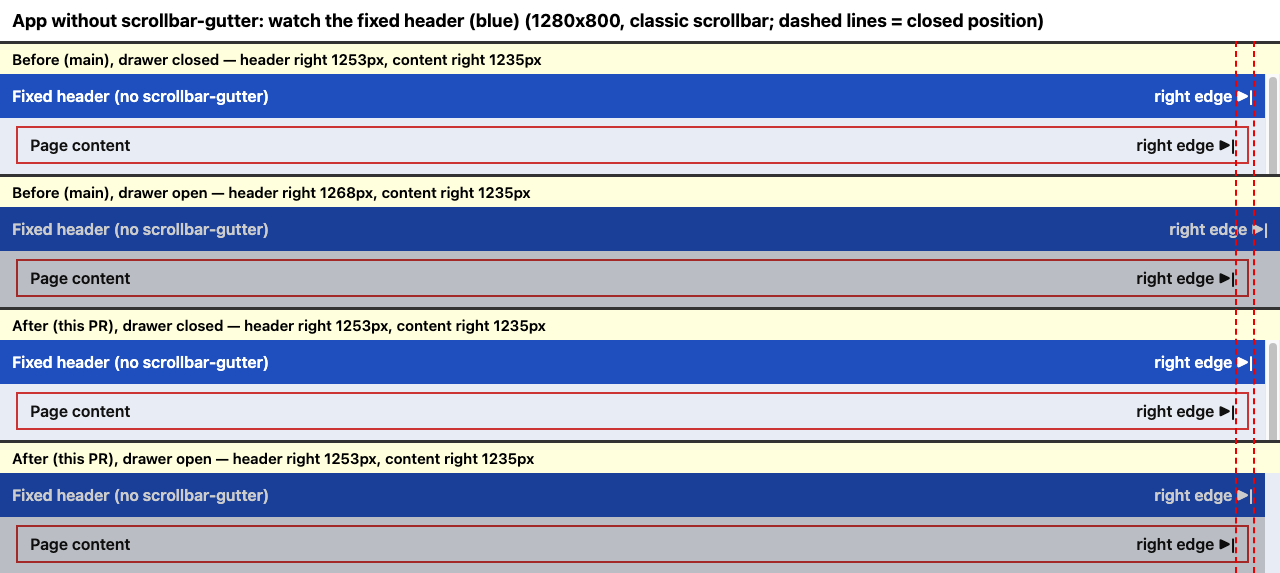 App without scrollbar-gutter: watch the fixed header (blue) (1280x800, classic scrollbar; dashed lines = closed position)
Before (main), drawer closed — header right 1253px, content right 1235px
Fixed header (no scrollbar-gutter) right edge ▶|
Page content right edge ▶|
Before (main), drawer open — header right 1268px, content right 1235px
Fixed header (no scrollbar-gutter) right edge ▶|
Page content right edge ▶|
After (this PR), drawer closed — header right 1253px, content right 1235px
Fixed header (no scrollbar-gutter) right edge ▶|
Page content right edge ▶|
After (this PR), drawer open — header right 1253px, content right 1235px
Fixed header (no scrollbar-gutter) right edge ▶|
Page content right edge ▶|